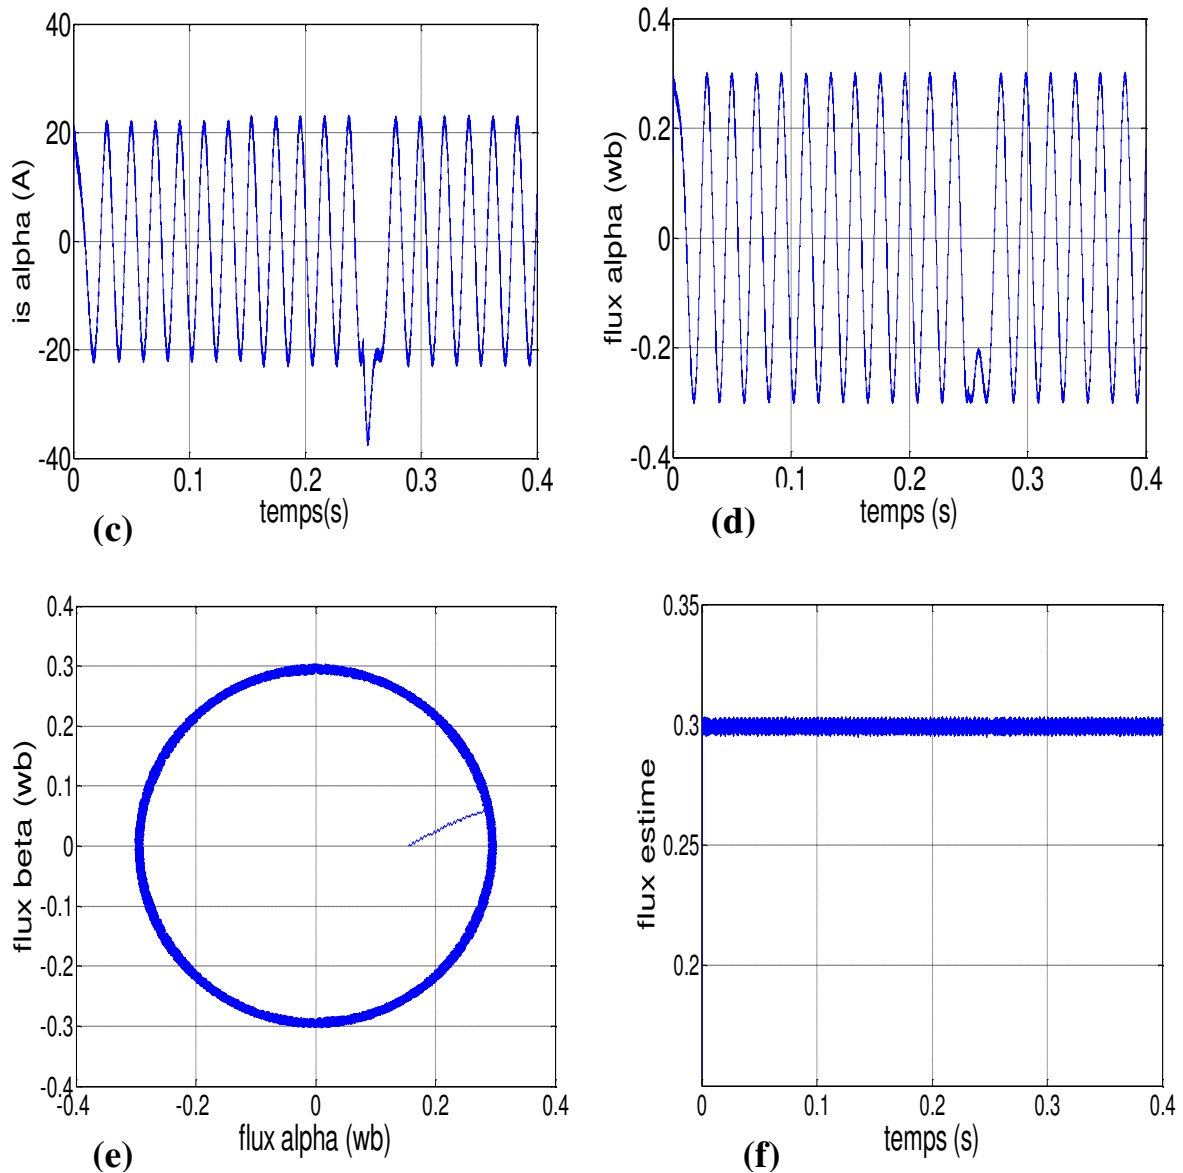 40
20
0
-20
-40
is alpha (A)
0 0.1 0.2 0.3 0.4
temps(s)
(c)
0.4
0.2
0
-0.2
-0.4
flux alpha (wb)
0 0.1 0.2 0.3 0.4
temps (s)
(d)
0.4
0.3
0.2
0.1
0
-0.1
-0.2
-0.3
-0.4
flux beta (wb)
-0.4 -0.2 0 0.2 0.4
flux alpha (wb)
(e)
0.35
0.3
0.25
0.2
flux estime
0 0.1 0.2 0.3 0.4
temps (s)
(f)